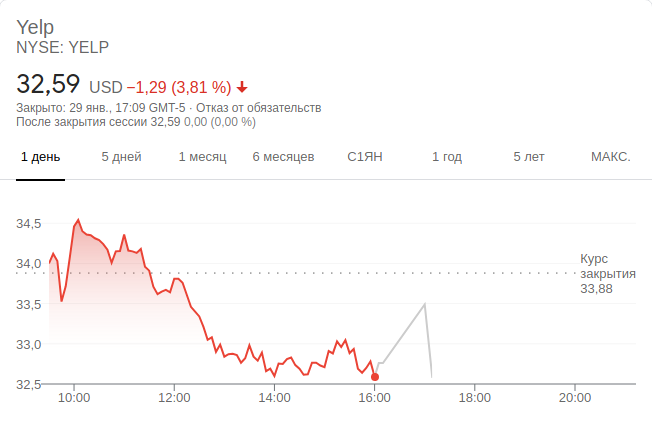 Yelp
NYSE: YELP
32,59 USD −1,29 (3,81 %)
Закрыто: 29 янв., 17:09 GMT-5 · Отказ от обязательств
После закрытия сессии 32,59 0,00 (0,00 %)
1 день 5 дней 1 месяц 6 месяцев С1ЯН 1 год 5 лет МАКС.
34,5
34,0
33,5
33,0
32,5
Курс
закрытия
33,88
10:00 12:00 14:00 16:00 18:00 20:00